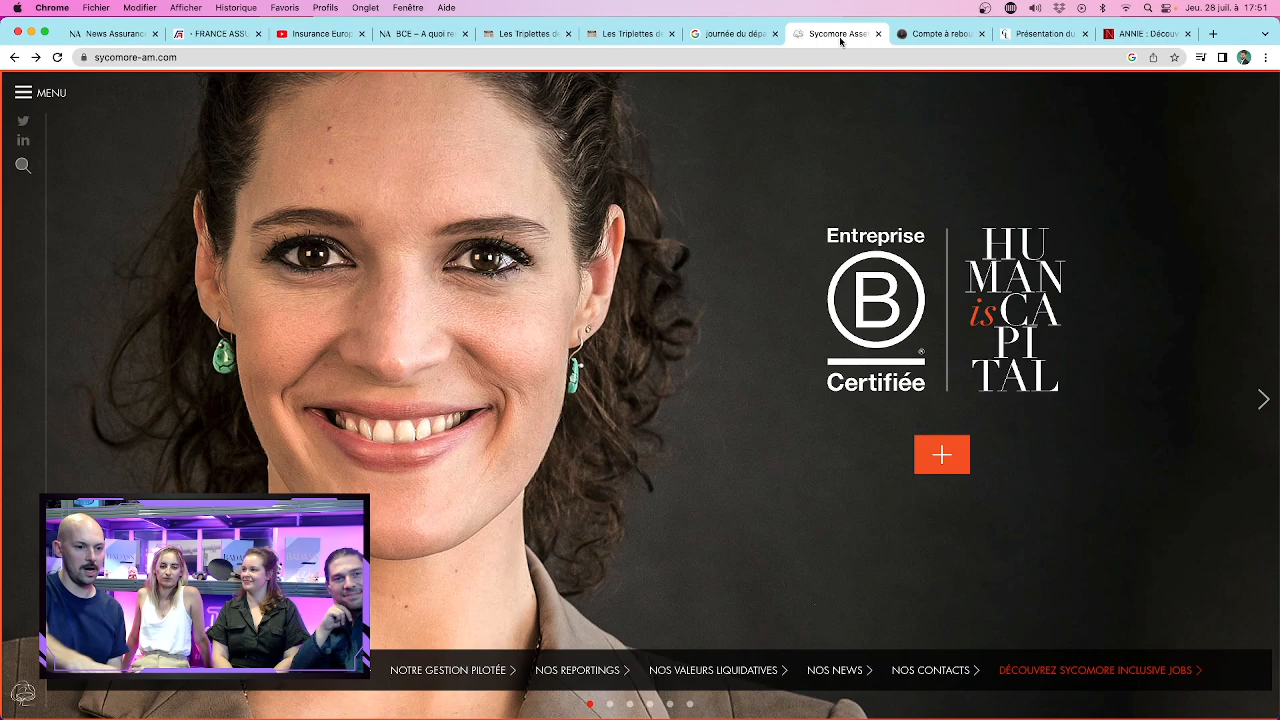 Chrome Fichier Modifier Afficher Historique Favoris Profils Onglet Fenêtre Aide Jeu. 28 juil. à 17:51
News Assurance
FRANCE ASSU
Insurance Europ
BCE – A quoi re
Les Triplettes de
Les Triplettes de
journée du dépa
Sycomore Asse
Compte à rebou
Présentation du
ANNIE : Découv
sycomore-am.com
MENU
Entreprise
B
®
Certifiée
HU
MAN
is CA
PI
TAL
NOTRE GESTION PILOTÉE
NOS REPORTINGS
NOS VALEURS LIQUIDATIVES
NOS NEWS
NOS CONTACTS
DÉCOUVREZ SYCOMORE INCLUSIVE JOBS